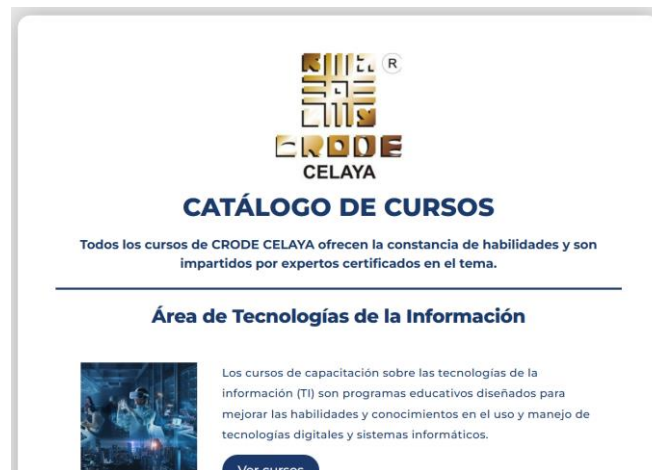 R
CRODE
CELAYA
CATÁLOGO DE CURSOS
Todos los cursos de CRODE CELAYA ofrecen la constancia de habilidades y son
impartidos por expertos certificados en el tema.
Área de Tecnologías de la Información
Los cursos de capacitación sobre las tecnologías de la
información (TI) son programas educativos diseñados para
mejorar las habilidades y conocimientos en el uso y manejo de
tecnologías digitales y sistemas informáticos.
Ver cursos